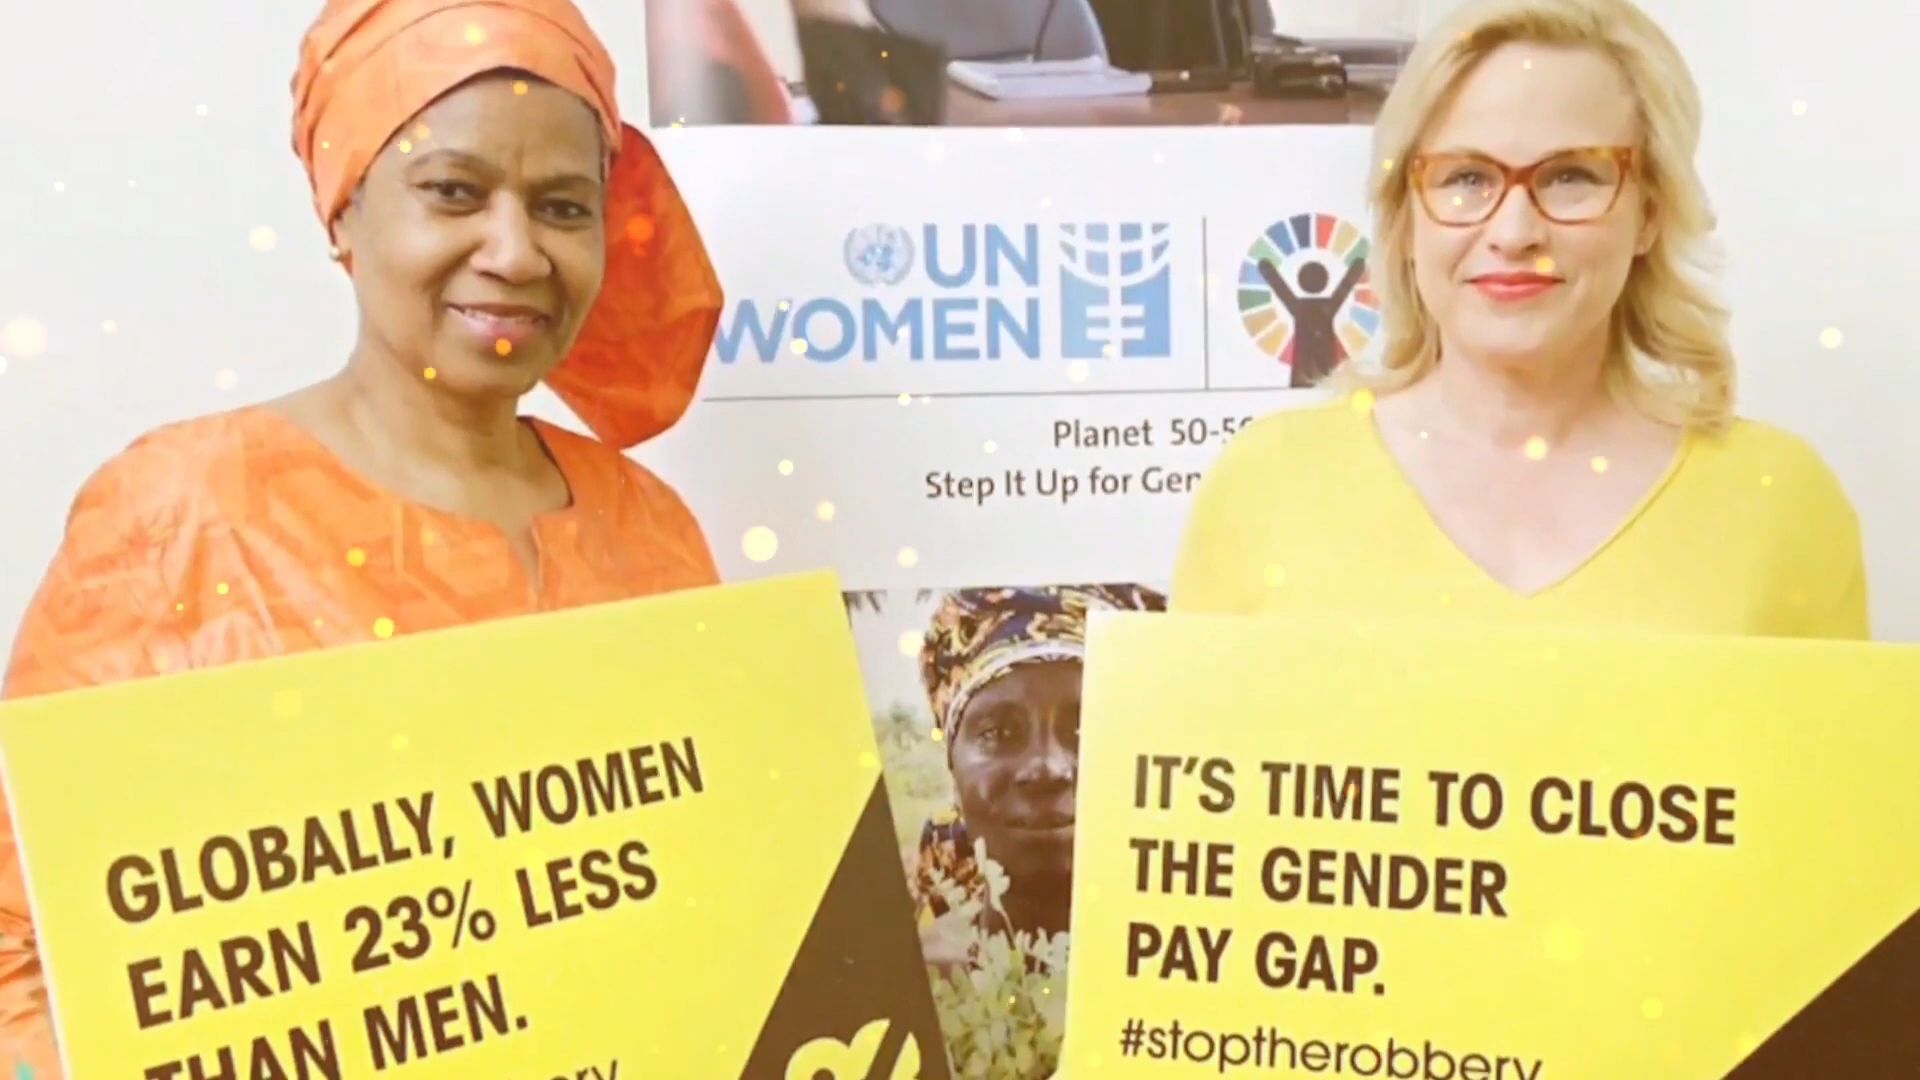 UN
WOMEN
Planet 50-5
Step It Up for Gen
GLOBALLY, WOMEN
EARN 23% LESS
THAN MEN.
ery
IT'S TIME TO CLOSE
THE GENDER
PAY GAP.
#stoptherobbery